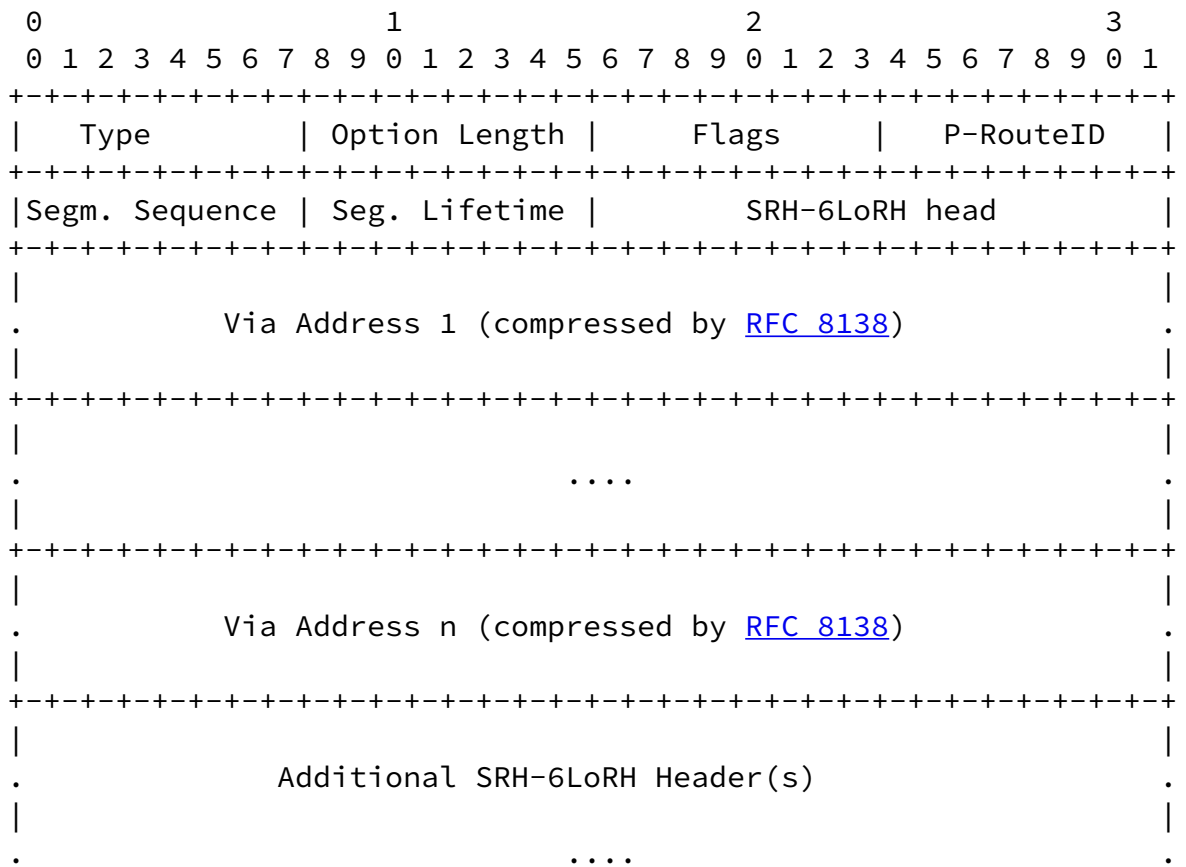 0                   1                   2                   3
 0 1 2 3 4 5 6 7 8 9 0 1 2 3 4 5 6 7 8 9 0 1 2 3 4 5 6 7 8 9 0 1
+-+-+-+-+-+-+-+-+-+-+-+-+-+-+-+-+-+-+-+-+-+-+-+-+-+-+-+-+-+-+-+-+
|   Type        | Option Length |     Flags     |   P-RouteID   |
+-+-+-+-+-+-+-+-+-+-+-+-+-+-+-+-+-+-+-+-+-+-+-+-+-+-+-+-+-+-+-+-+
|Segm. Sequence | Seg. Lifetime |        SRH-6LoRH head         |
+-+-+-+-+-+-+-+-+-+-+-+-+-+-+-+-+-+-+-+-+-+-+-+-+-+-+-+-+-+-+-+-+
|                                                               |
.           Via Address 1 (compressed by RFC 8138)              .
|                                                               |
+-+-+-+-+-+-+-+-+-+-+-+-+-+-+-+-+-+-+-+-+-+-+-+-+-+-+-+-+-+-+-+-+
|                                                               |
.                              ....                             .
|                                                               |
+-+-+-+-+-+-+-+-+-+-+-+-+-+-+-+-+-+-+-+-+-+-+-+-+-+-+-+-+-+-+-+-+
|                                                               |
.           Via Address n (compressed by RFC 8138)              .
|                                                               |
+-+-+-+-+-+-+-+-+-+-+-+-+-+-+-+-+-+-+-+-+-+-+-+-+-+-+-+-+-+-+-+-+
|                                                               |
.              Additional SRH-6LoRH Header(s)                   .
|                                                               |
.                              ....                             .